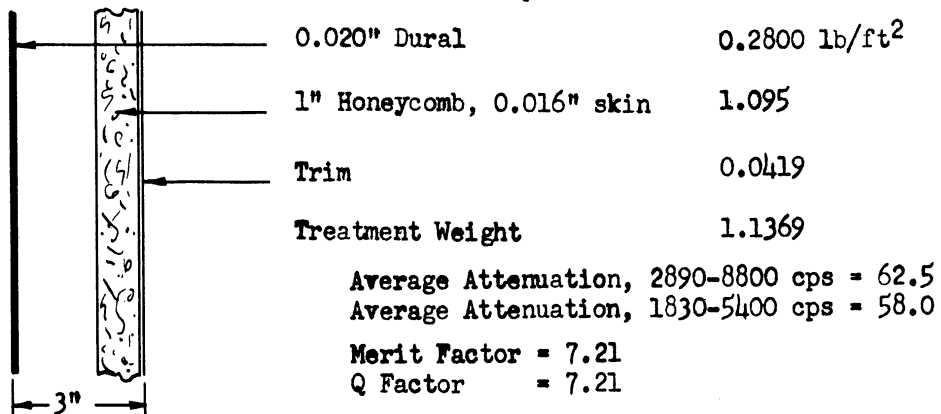 0.020" Dural 0.2800 lb/ft²
1" Honeycomb, 0.016" skin 1.095
Trim 0.0419
Treatment Weight 1.1369
Average Attenuation, 2890-8800 cps = 62.5
Average Attenuation, 1830-5400 cps = 58.0
Merit Factor = 7.21
Q Factor = 7.21
3"